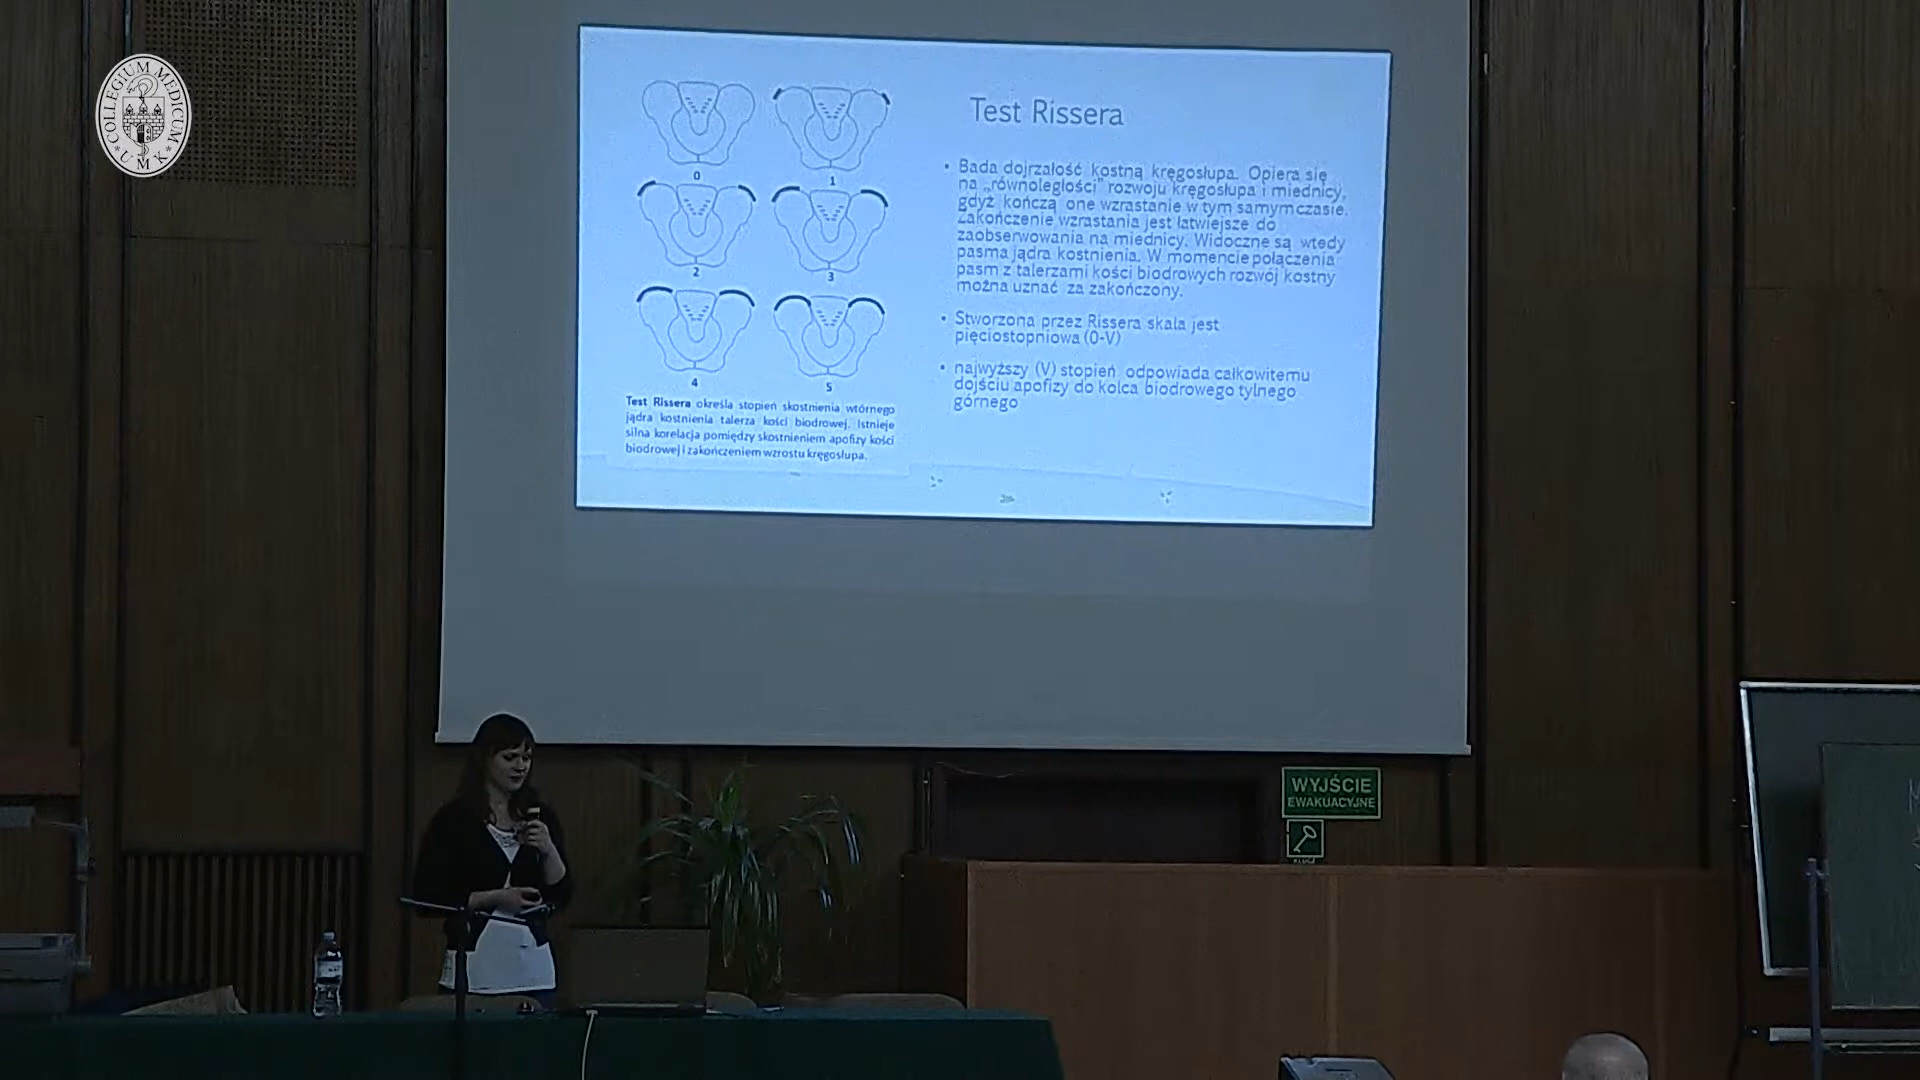 COLLEGIUM MEDICUM
* UMK *
Test Rissera
0
1
2
3
4
5
Test Rissera określa stopień skostnienia wtórnego
jądra kostnienia talerza kości biodrowej. Istnieje
silna korelacja pomiędzy skostnieniem apofizy kości
biodrowej i zakończeniem wzrostu kręgosłupa.
• Bada dojrzałość kostną kręgosłupa. Opiera się
na „równoległości" rozwoju kręgosłupa i miednicy,
gdyż kończą one wzrastanie w tym samym czasie.
Zakończenie wzrastania jest łatwiejsze do
zaobserwowania na miednicy. Widoczne są wtedy
pasma jądra kostnienia. W momencie połączenia
pasm z talerzami kości biodrowych rozwój kostny
można uznać za zakończony.
• Stworzona przez Rissera skala jest
pięciostopniowa (0-V)
• najwyższy (V) stopień odpowiada całkowitemu
dojściu apofizy do kolca biodrowego tylnego
górnego
WYJŚCIE
EWAKUACYJNE